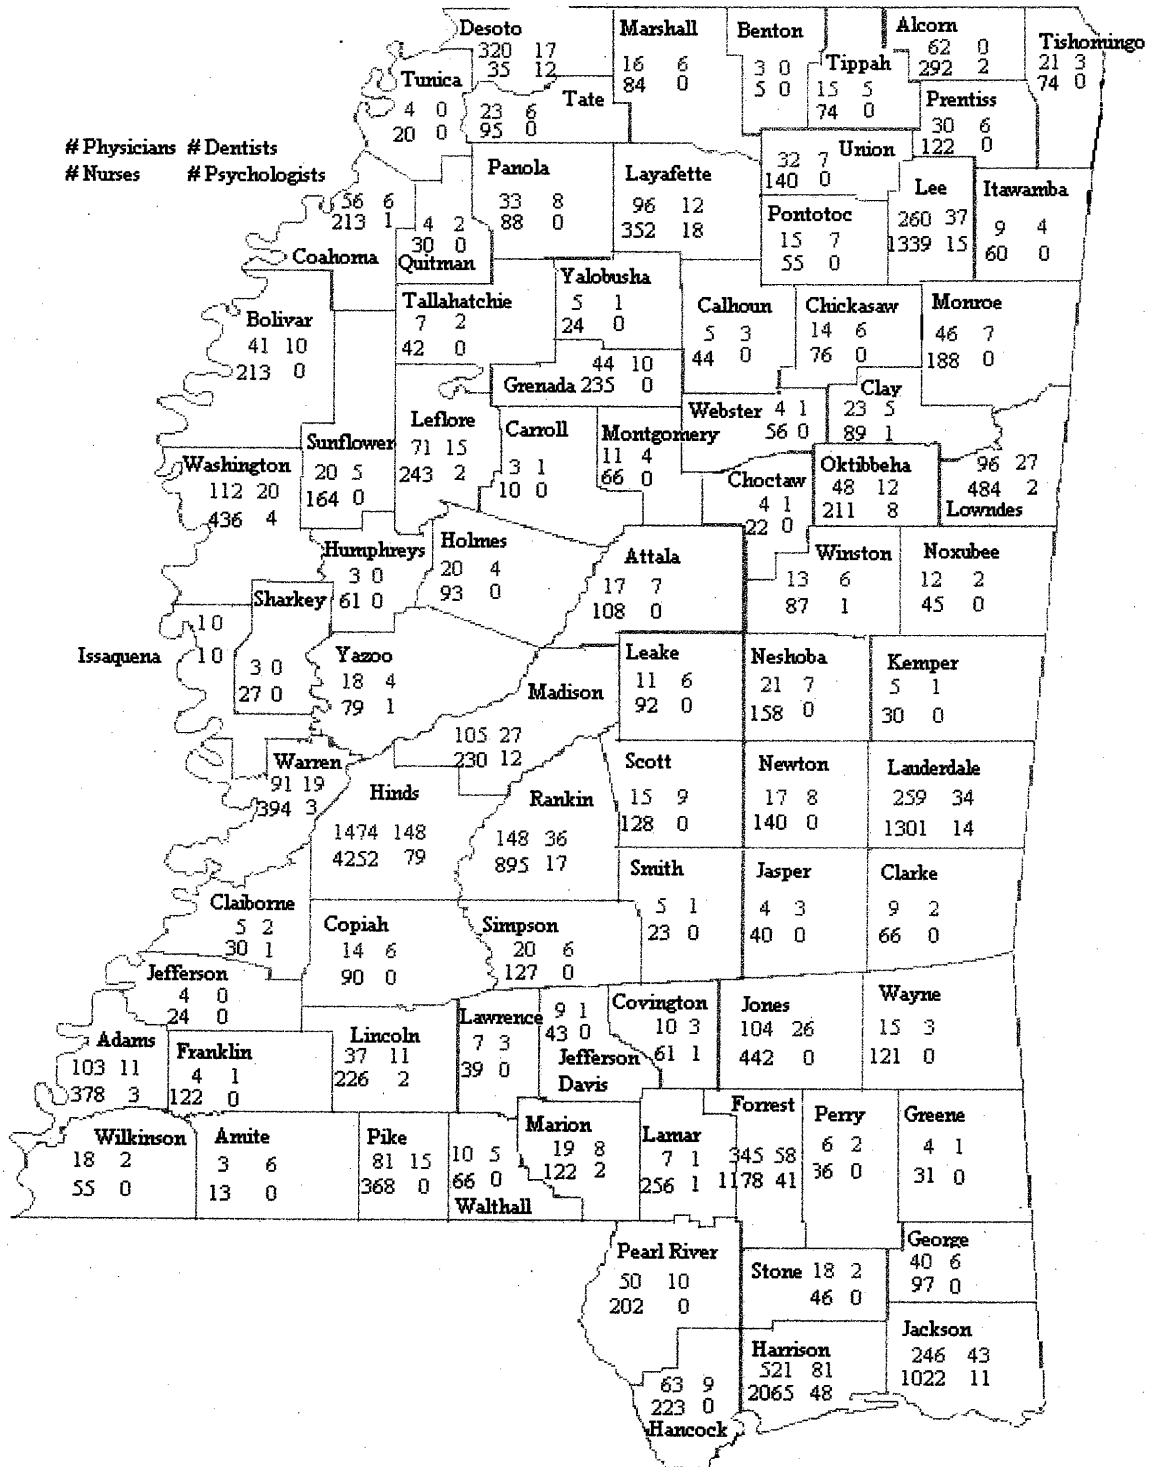 Desoto
320 17
35 12
Marshall
16 6
84 0
Benton
3 0
5 0
Tippah
15 5
74 0
Alcorn
62 0
292 2
Tishomingo
21 3
74 0
Tunica
4 0
20 0
Tate
23 6
95 0
Prentiss
30 6
122 0
# Physicians # Dentists
# Nurses # Psychologists
56 6
213 1
Coahoma
4 2
30 0
Quitman
Panola
33 8
88 0
Layafette
96 12
352 18
Union
32 7
140 0
Pontotoc
15 7
55 0
Lee
260 37
1339 15
Itawamba
9 4
60 0
Bolivar
41 10
213 0
Tallahatchie
7 2
42 0
Yalobusha
5 1
24 0
Calhoun
5 3
44 0
Chickasaw
14 6
76 0
Monroe
46 7
188 0
44 10
Grenada 235 0
Clay
23 5
89 1
Webster 4 1
56 0
Leflore
71 15
243 2
Carroll
3 1
10 0
Montgomery
11 4
66 0
Sunflower
20 5
164 0
Washington
112 20
436 4
Choctaw
4 1
22 0
Oktibbeha
48 12
211 8
96 27
484 2
Lowndes
Humphreys
3 0
61 0
Holmes
20 4
93 0
Attala
17 7
108 0
Winston
13 6
87 1
Noxubee
12 2
45 0
Sharkey
3 0
27 0
1 0
1 0
Issaquena
Yazoo
18 4
79 1
Madison
105 27
230 12
Leake
11 6
92 0
Neshoba
21 7
158 0
Kemper
5 1
30 0
Warren
91 19
394 3
Hinds
1474 148
4252 79
Rankin
148 36
895 17
Scott
15 9
128 0
Newton
17 8
140 0
Lauderdale
259 34
1301 14
Smith
5 1
23 0
Jasper
4 3
40 0
Clarke
9 2
66 0
Claiborne
5 2
30 1
Copiah
14 6
90 0
Simpson
20 6
127 0
Jefferson
4 0
24 0
Adams
103 11
378 3
Franklin
4 1
122 0
Lincoln
37 11
226 2
Lawrence
7 3
39 0
9 1
43 0
Jefferson
Davis
Covington
10 3
61 1
Jones
104 26
442 0
Wayne
15 3
121 0
Wilkinson
18 2
55 0
Amite
3 6
13 0
Pike
81 15
368 0
10 5
66 0
Walthall
Marion
19 8
122 2
Lamar
7 1
256 1
Forrest
345 58
1178 41
Perry
6 2
36 0
Greene
4 1
31 0
Pearl River
50 10
202 0
Stone 18 2
46 0
George
40 6
97 0
63 9
223 0
Hancock
Harrison
521 81
2065 48
Jackson
246 43
1022 11